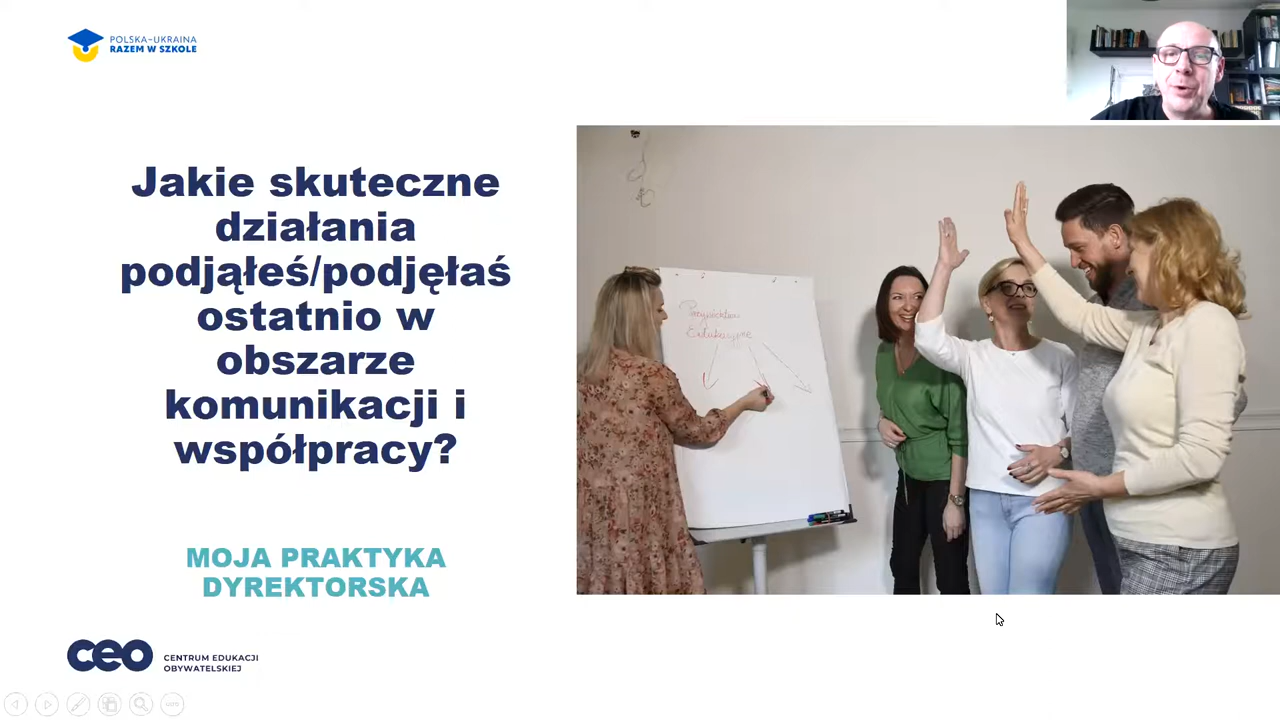 POLSKA-UKRAINA
RAZEM W SZKOLE
Jakie skuteczne
działania
podjąłeś/podjęłaś
ostatnio w
obszarze
komunikacji i
współpracy?
MOJA PRAKTYKA
DYREKTORSKA
Edukacyjne
ceo
CENTRUM EDUKACJI
OBYWATELSKIEJ